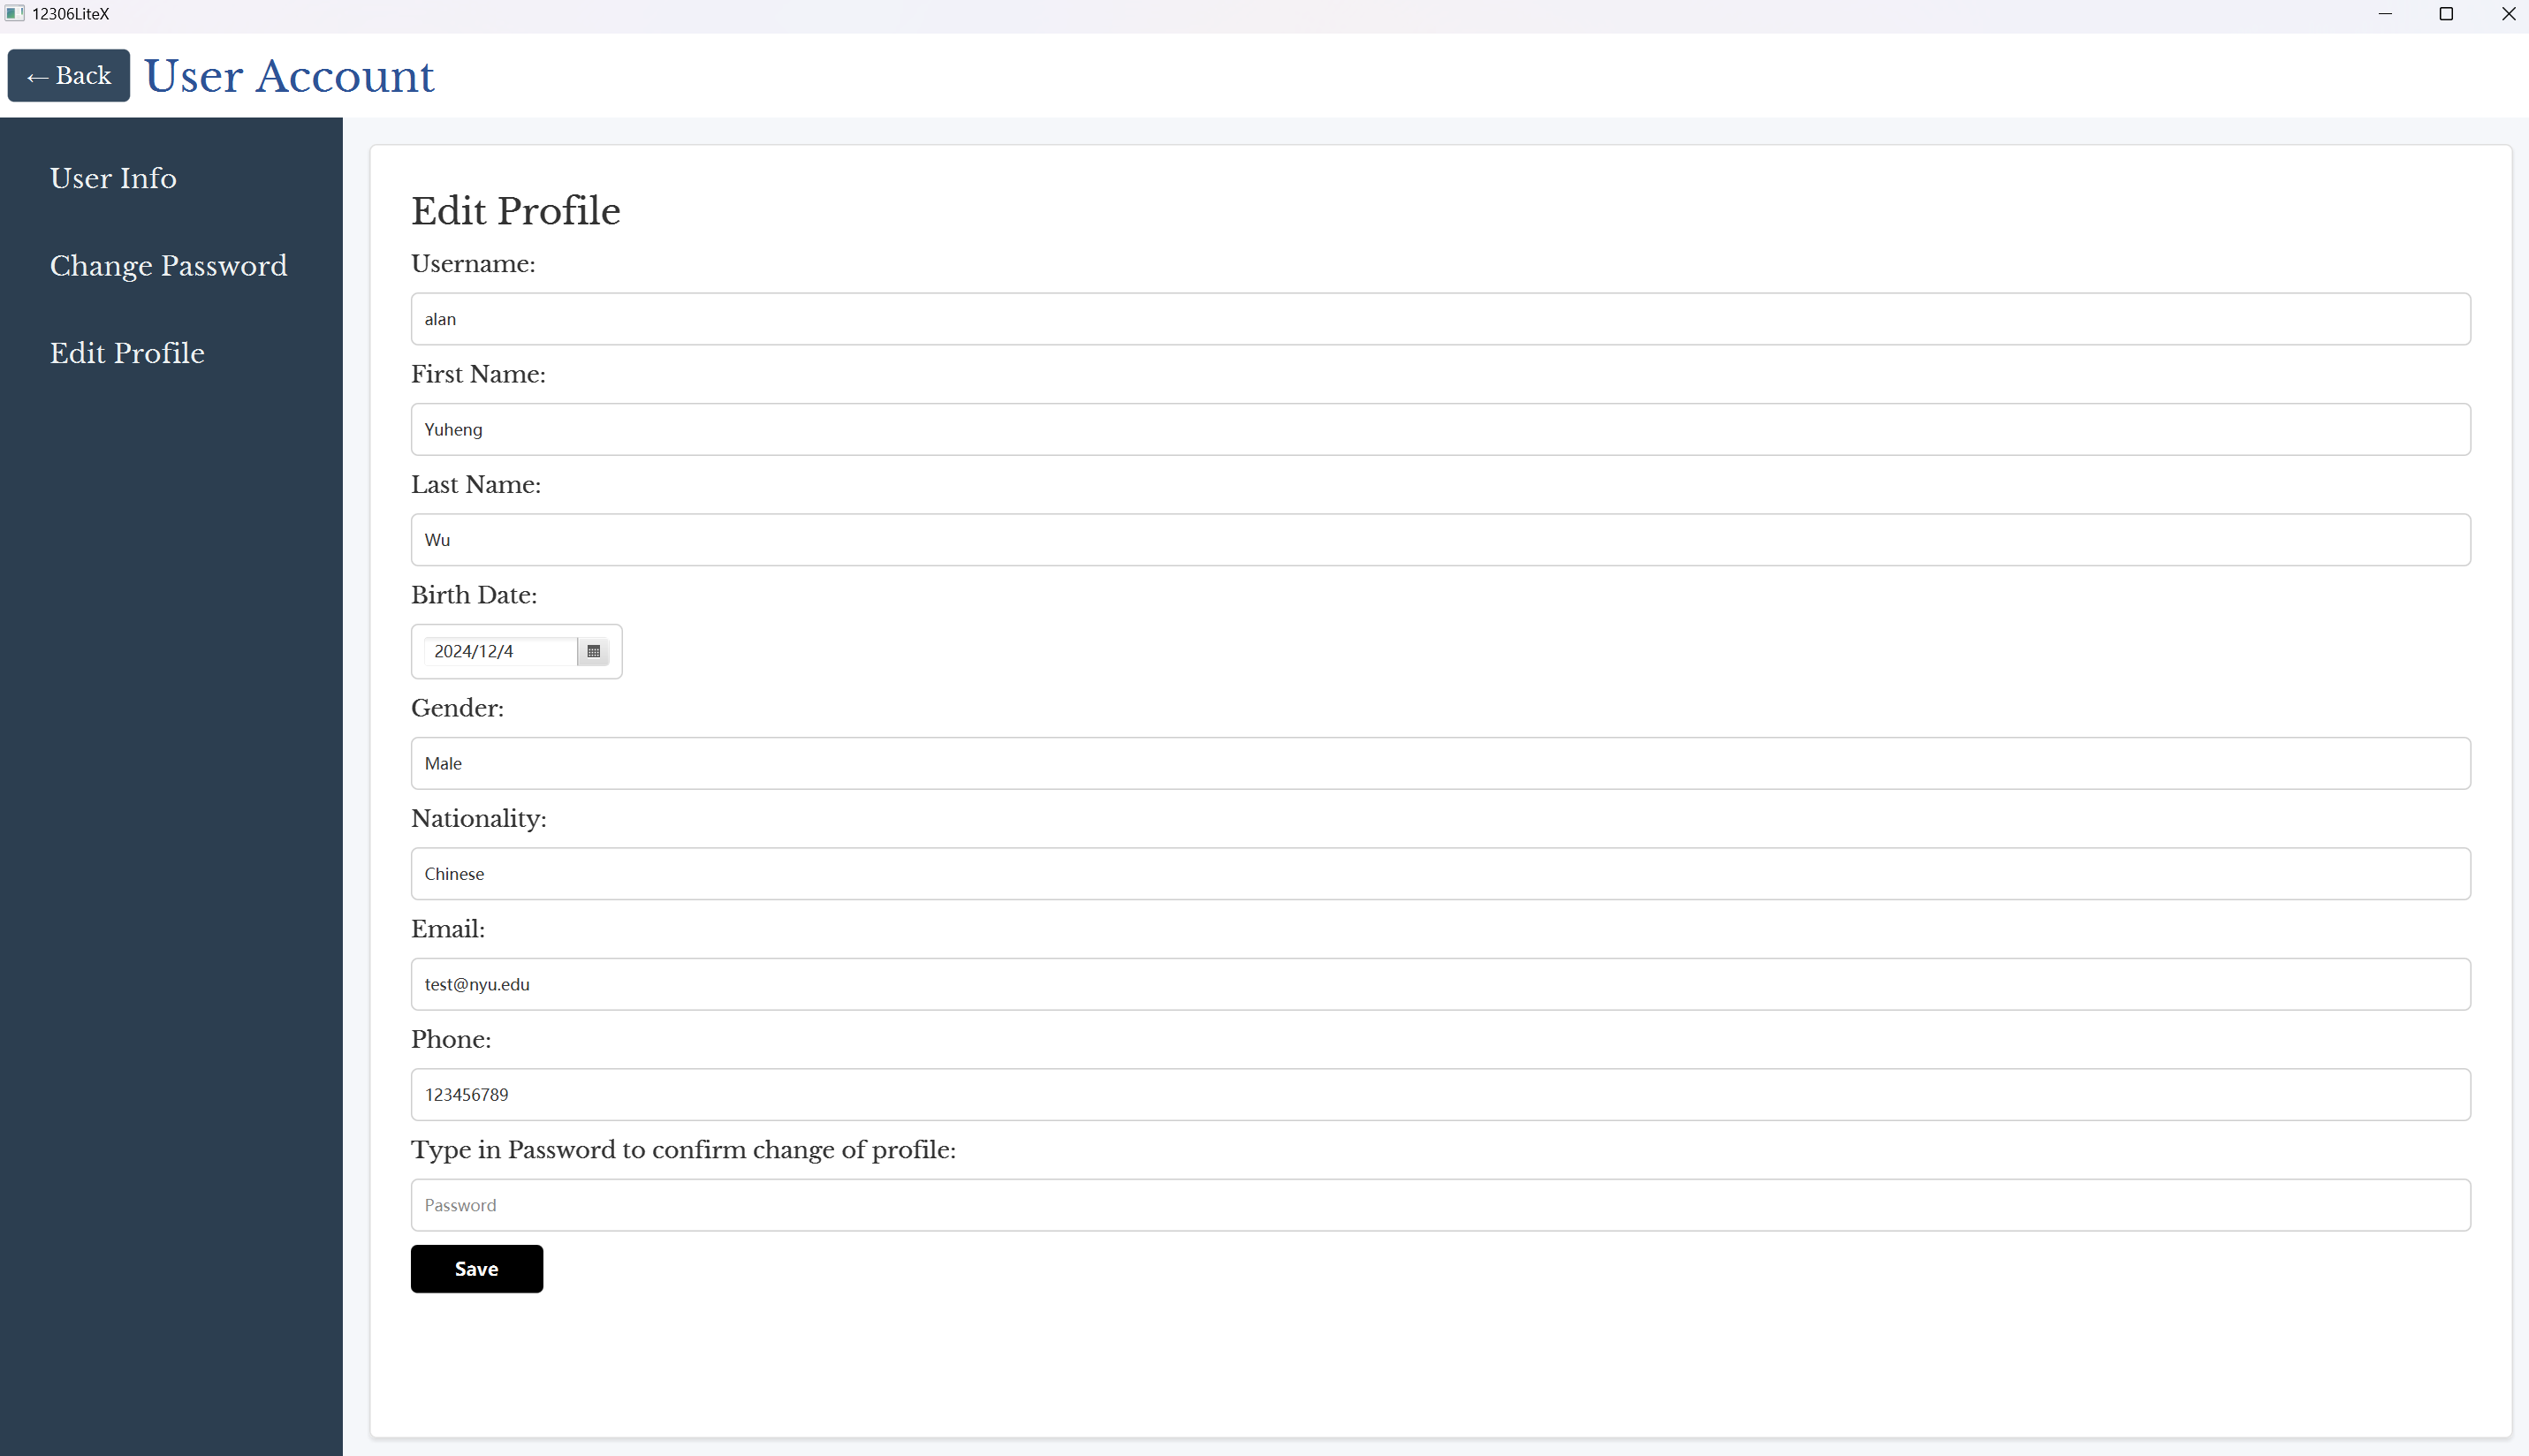 12306LiteX
← Back
User Account
User Info
Change Password
Edit Profile
Edit Profile
Username:
alan
First Name:
Yuheng
Last Name:
Wu
Birth Date:
2024/12/4
Gender:
Male
Nationality:
Chinese
Email:
test@nyu.edu
Phone:
123456789
Type in Password to confirm change of profile:
Password
Save